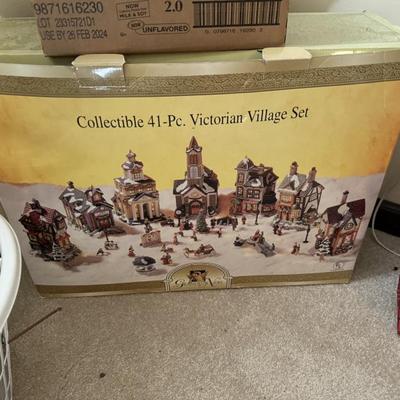 9871616230
LOT 23315721D1
USE BY 26 FEB 2024
NOW
MILK & SOY
2.0
NOW UNFLAVORED
Collectible 41-Pc. Victorian Village Set